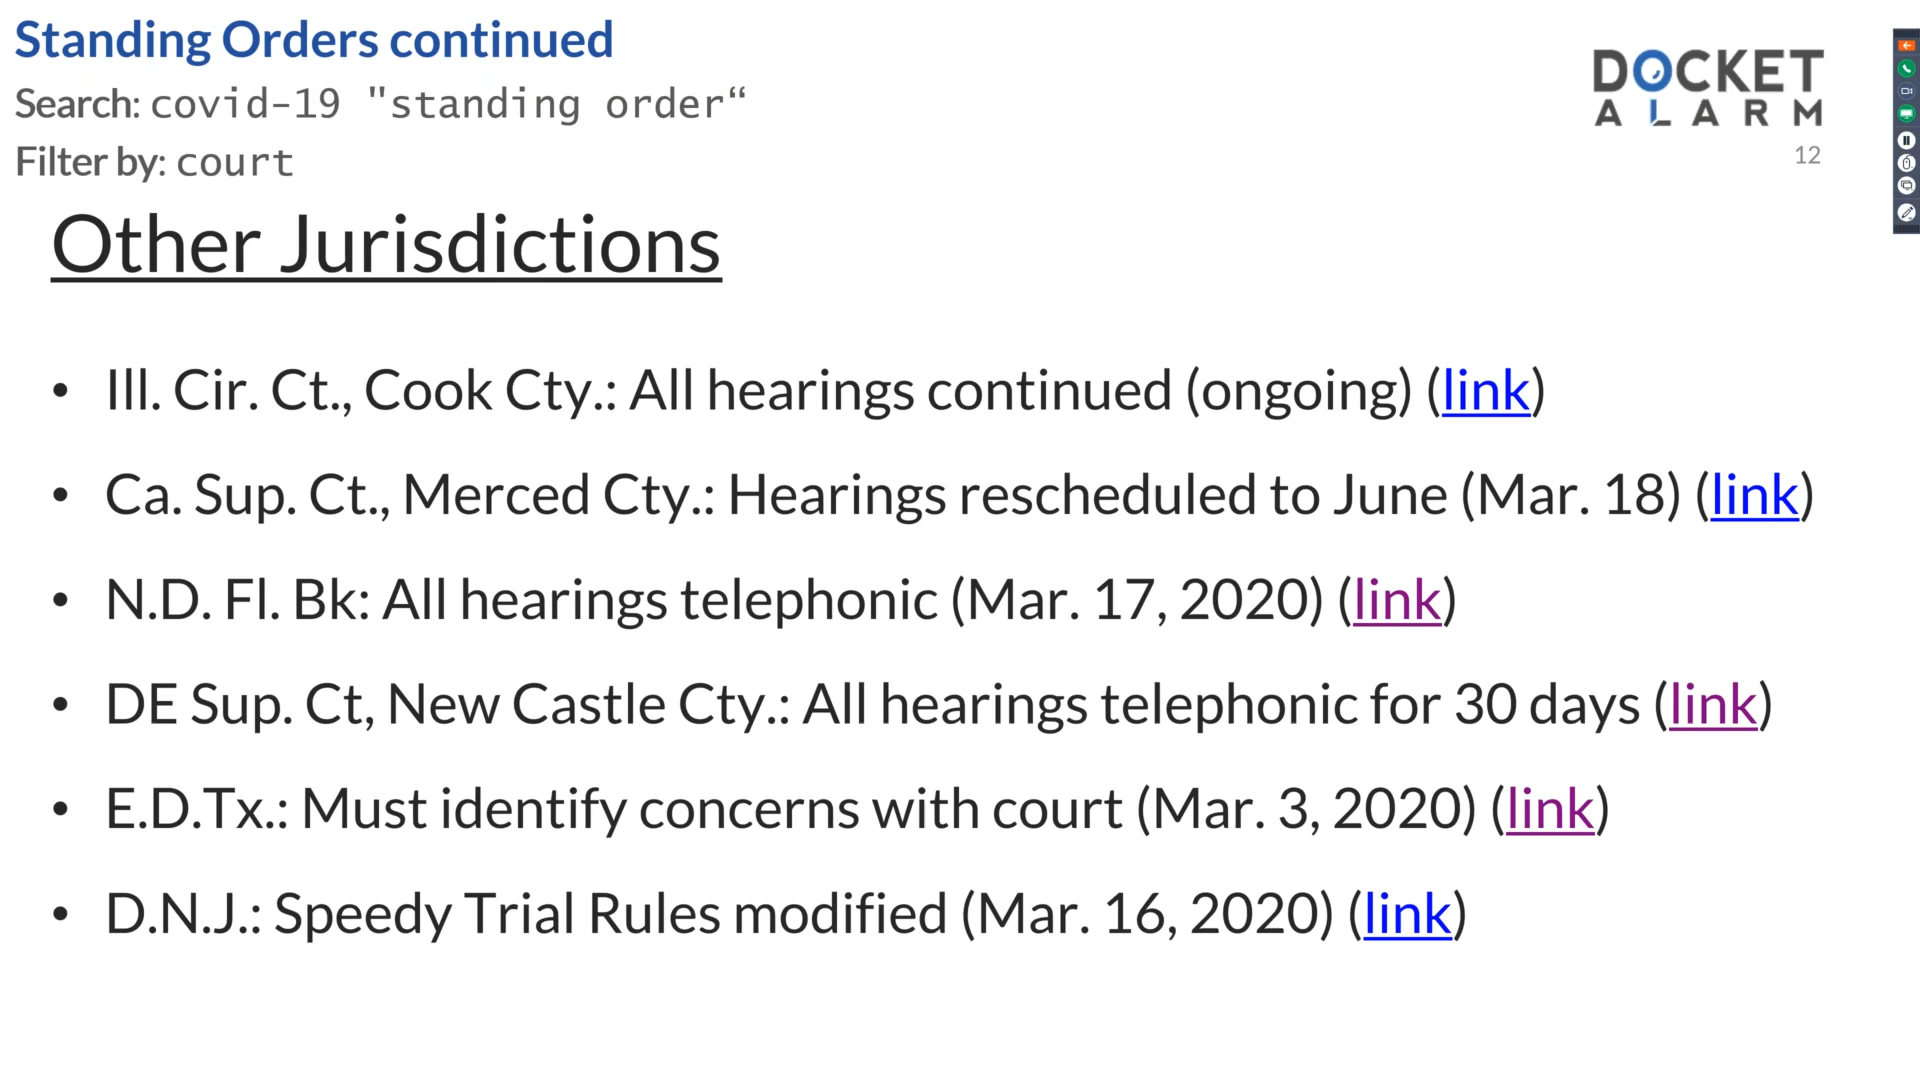 Standing Orders continued
Search: covid-19 "standing order“
Filter by: court
DOCKET
ALARM
12
Other Jurisdictions
• Ill. Cir. Ct., Cook Cty.: All hearings continued (ongoing) (link)
• Ca. Sup. Ct., Merced Cty.: Hearings rescheduled to June (Mar. 18) (link)
• N.D. Fl. Bk: All hearings telephonic (Mar. 17, 2020) (link)
• DE Sup. Ct, New Castle Cty.: All hearings telephonic for 30 days (link)
• E.D.Tx.: Must identify concerns with court (Mar. 3, 2020) (link)
• D.N.J.: Speedy Trial Rules modified (Mar. 16, 2020) (link)